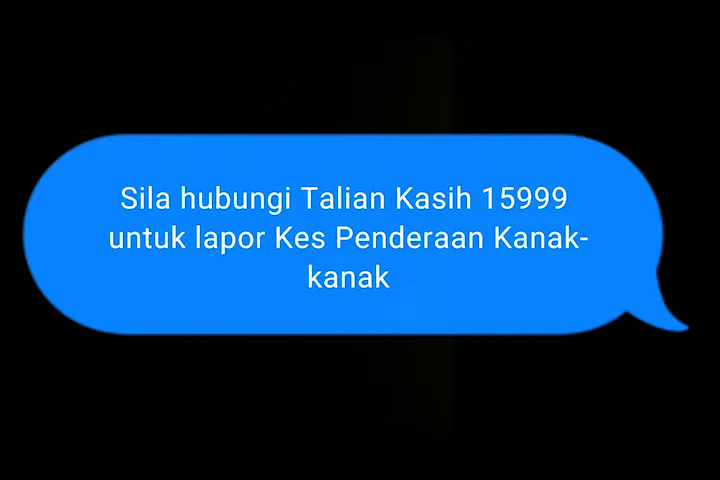 Sila hubungi Talian Kasih 15999
untuk lapor Kes Penderaan Kanak-
kanak